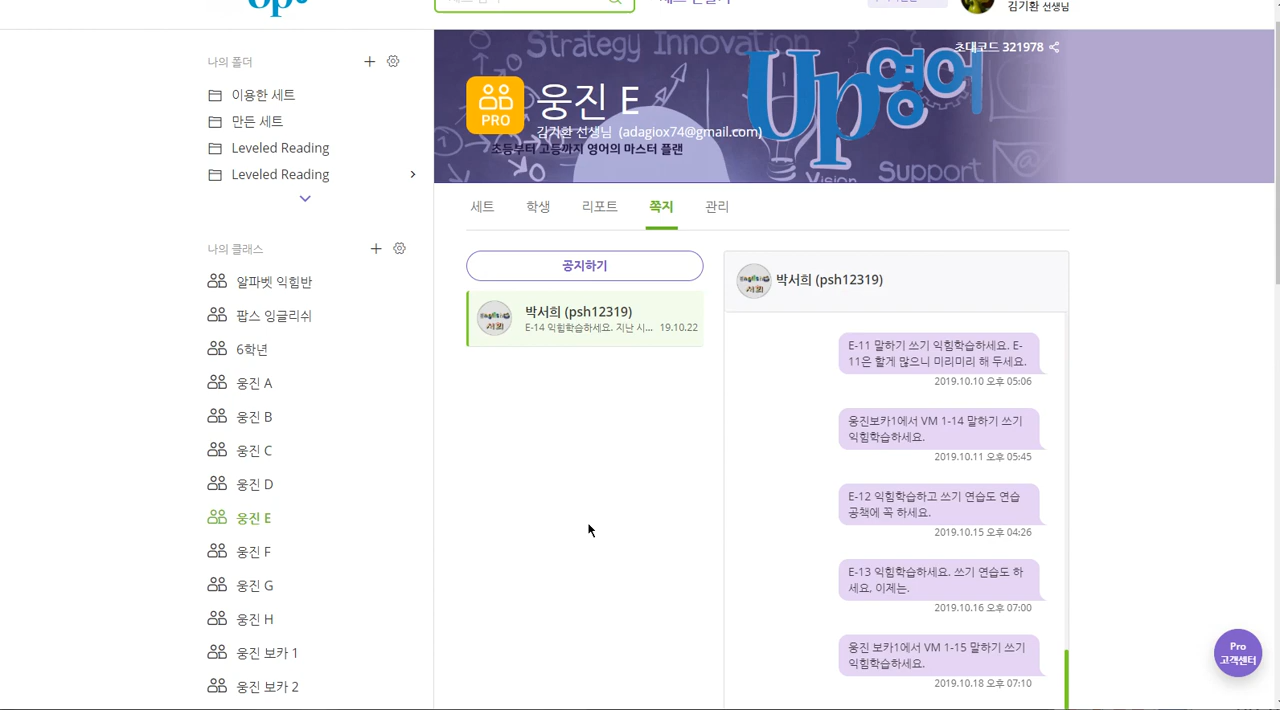 김기환 선생님
나의 폴더
이용한 세트
만든 세트
Leveled Reading
Leveled Reading
나의 클래스
알파벳 익힘반
팝스 잉글리쉬
6학년
웅진 A
웅진 B
웅진 C
웅진 D
웅진 E
웅진 F
웅진 G
웅진 H
웅진 보카 1
웅진 보카 2
Strategy Innovation
초대코드 321978
Up영어
PRO
웅진 E
김기환 선생님 (adagiox74@gmail.com)
초등부터 고등까지 영어의 마스터 플랜
Vision
Support
세트 학생 리포트 쪽지 관리
공지하기
박서희 (psh12319)
E-14 익힘학습하세요. 지난 시... 19.10.22
박서희 (psh12319)
E-11 말하기 쓰기 익힘학습하세요. E-
11은 할게 많으니 미리미리 해 두세요.
2019.10.10 오후 05:06
웅진보카1에서 VM 1-14 말하기 쓰기
익힘학습하세요.
2019.10.11 오후 05:45
E-12 익힘학습하고 쓰기 연습도 연습
공책에 꼭 하세요.
2019.10.15 오후 04:26
E-13 익힘학습하세요. 쓰기 연습도 하
세요, 이제는.
2019.10.16 오후 07:00
웅진 보카1에서 VM 1-15 말하기 쓰기
익힘학습하세요.
2019.10.18 오후 07:10
Pro
고객센터